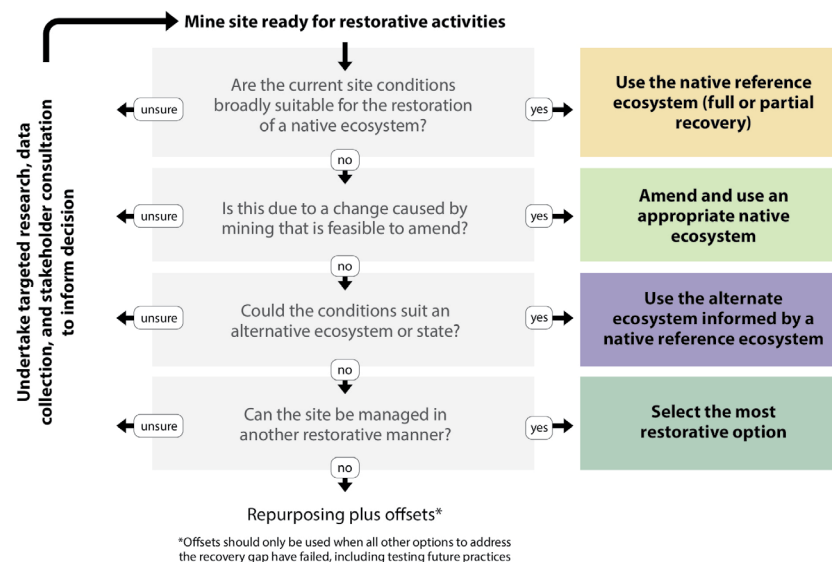 Mine site ready for restorative activities
Undertake targeted research, data
collection, and stakeholder consultation
to inform decision
Are the current site conditions
broadly suitable for the restoration
of a native ecosystem?
unsure
yes
Use the native reference
ecosystem (full or partial
recovery)
no
Is this due to a change caused by
mining that is feasible to amend?
unsure
yes
Amend and use an
appropriate native
ecosystem
no
Could the conditions suit an
alternative ecosystem or state?
unsure
yes
Use the alternate
ecosystem informed by a
native reference ecosystem
no
Can the site be managed in
another restorative manner?
unsure
yes
Select the most
restorative option
no
Repurposing plus offsets*
*Offsets should only be used when all other options to address
the recovery gap have failed, including testing future practices